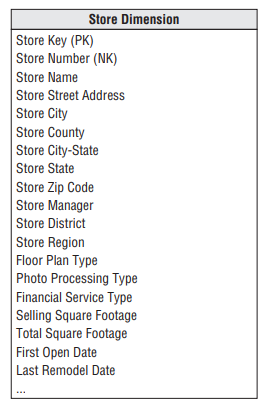 Store Dimension
Store Key (PK)
Store Number (NK)
Store Name
Store Street Address
Store City
Store County
Store City-State
Store State
Store Zip Code
Store Manager
Store District
Store Region
Floor Plan Type
Photo Processing Type
Financial Service Type
Selling Square Footage
Total Square Footage
First Open Date
Last Remodel Date
...